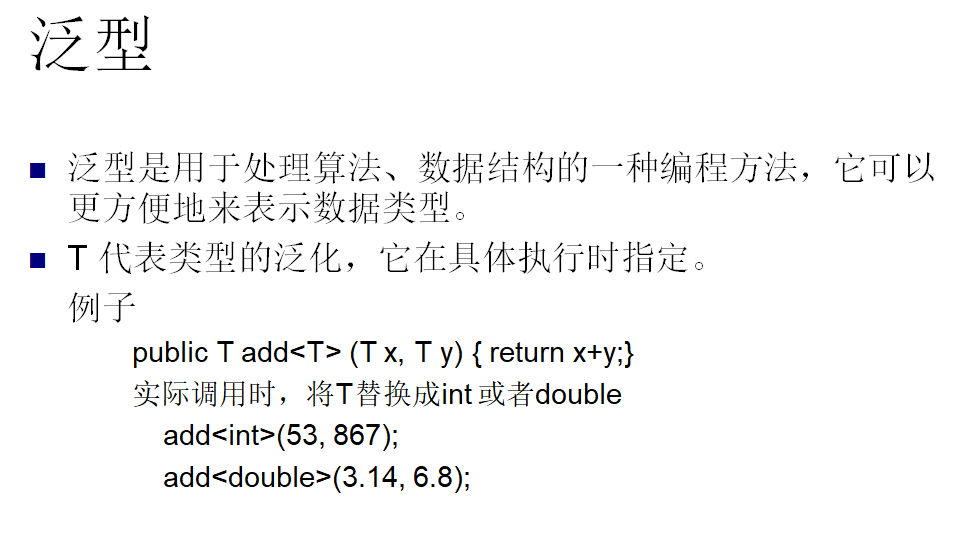 泛型
泛型是用于处理算法、数据结构的一种编程方法，它可以
更方便地来表示数据类型。
T 代表类型的泛化，它在具体执行时指定。
例子
public T add<T> (T x, T y) { return x+y;}
实际调用时，将T替换成int 或者double
add<int>(53, 867);
add<double>(3.14, 6.8);